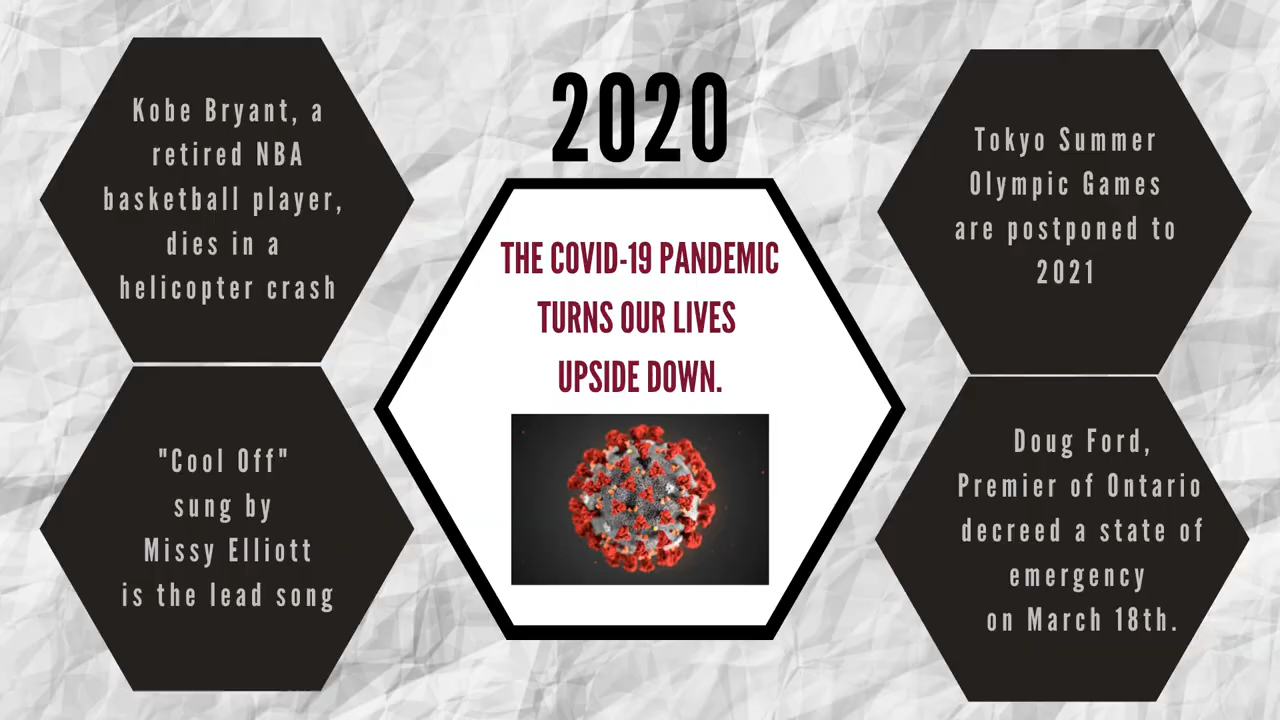 2020
Kobe Bryant, a
retired NBA
basketball player,
dies in a
helicopter crash
"Cool Off"
sung by
Missy Elliott
is the lead song
THE COVID-19 PANDEMIC
TURNS OUR LIVES
UPSIDE DOWN.
Tokyo Summer
Olympic Games
are postponed to
2021
Doug Ford,
Premier of Ontario
decreed a state of
emergency
on March 18th.